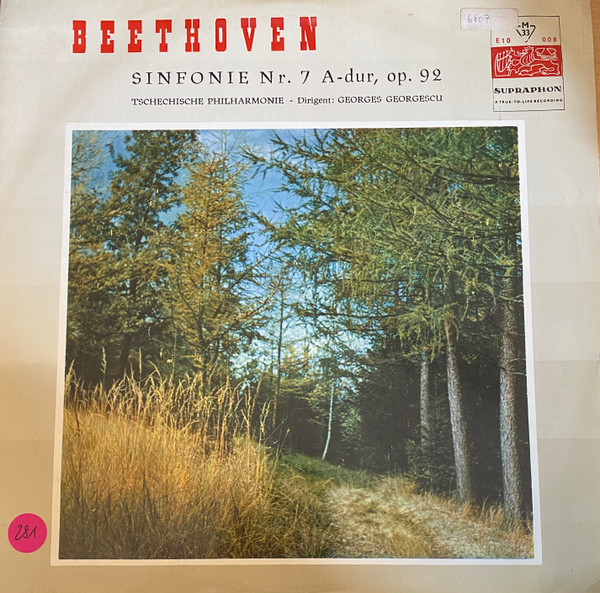 BEETHOVEN
SINFONIE Nr. 7 A-dur, op. 92
TSCHECHISCHE PHILHARMONIE - Dirigent: GEORGES GEORGESCU
6807
M
33
E10 008
SUPRAPHON
A TRUE-TO-LIFE RECORDING
281